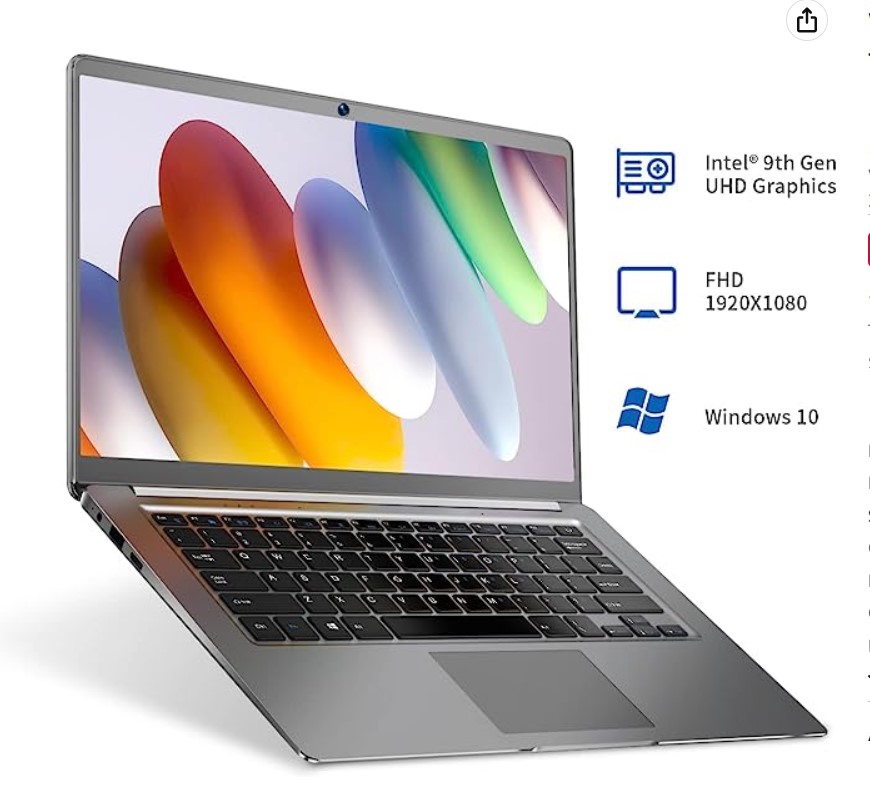 Intel® 9th Gen
UHD Graphics
FHD
1920X1080
Windows 10
Q W E R T Y U I O P
A S D F G H J K L
Z X C V B N M